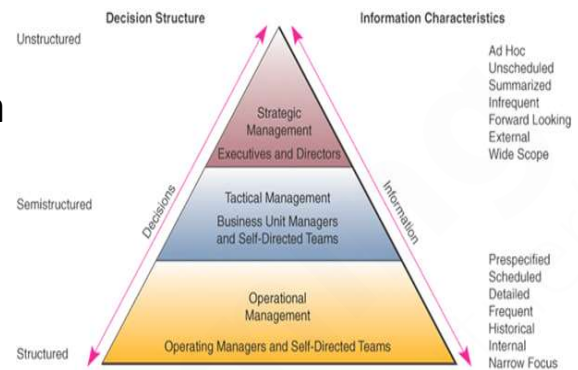 Decision Structure
Information Characteristics
Unstructured
Ad Hoc
Unscheduled
Summarized
Infrequent
Forward Looking
External
Wide Scope
Strategic
Management
Executives and Directors
Decisions
Information
Semistructured
Tactical Management
Business Unit Managers
and Self-Directed Teams
Prespecified
Scheduled
Detailed
Frequent
Historical
Internal
Narrow Focus
Operational
Management
Structured
Operating Managers and Self-Directed Teams